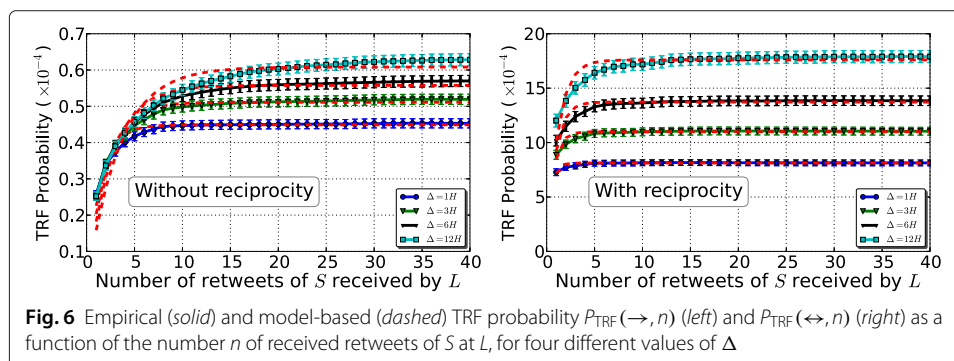 TRF Probability ( ×10⁻⁴)
0.7
0.6
0.5
0.4
0.3
0.2
0.1
0 5 10 15 20 25 30 35 40
Number of retweets of S received by L
Without reciprocity
Δ=1H
Δ=3H
Δ=6H
Δ=12H
TRF Probability ( ×10⁻⁴)
20
15
10
5
0
0 5 10 15 20 25 30 35 40
Number of retweets of S received by L
With reciprocity
Δ=1H
Δ=3H
Δ=6H
Δ=12H
Fig. 6 Empirical (solid) and model-based (dashed) TRF probability P_TRF(→, n) (left) and P_TRF(↔, n) (right) as a
function of the number n of received retweets of S at L, for four different values of Δ